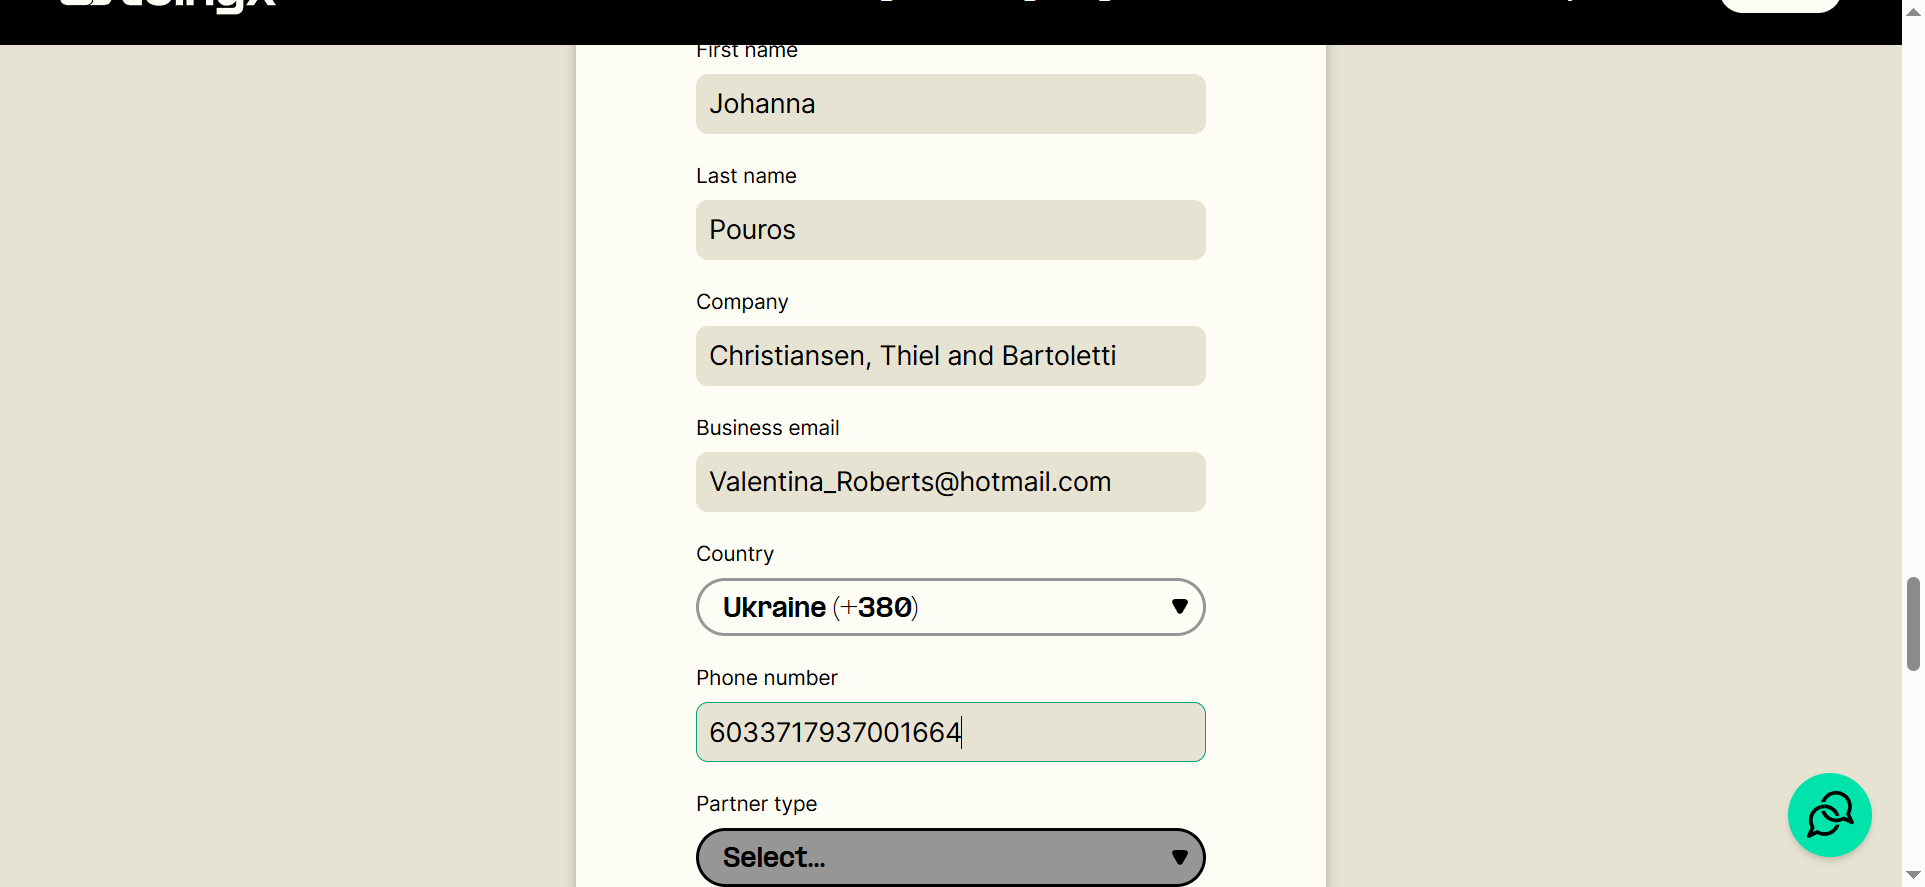 First name
Johanna
Last name
Pouros
Company
Christiansen, Thiel and Bartoletti
Business email
Valentina_Roberts@hotmail.com
Country
Ukraine (+380)
Phone number
6033717937001664
Partner type
Select...